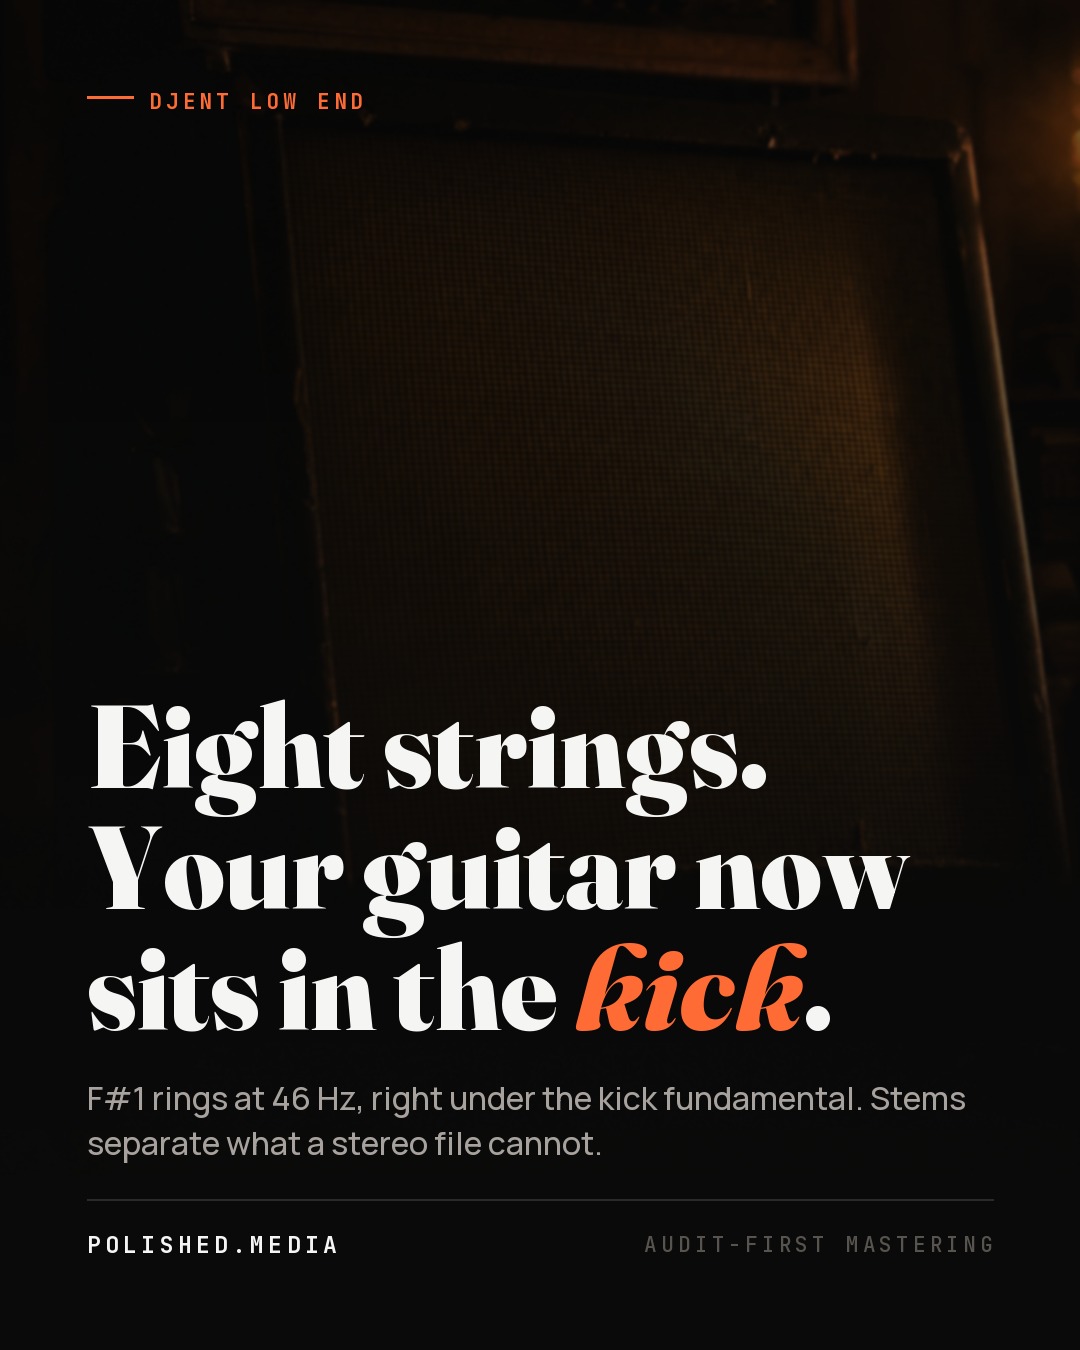 DJENT LOW END
Eight strings.
Your guitar now
sits in the kick.
F#1 rings at 46 Hz, right under the kick fundamental. Stems
separate what a stereo file cannot.
POLISHED.MEDIA
AUDIT-FIRST MASTERING